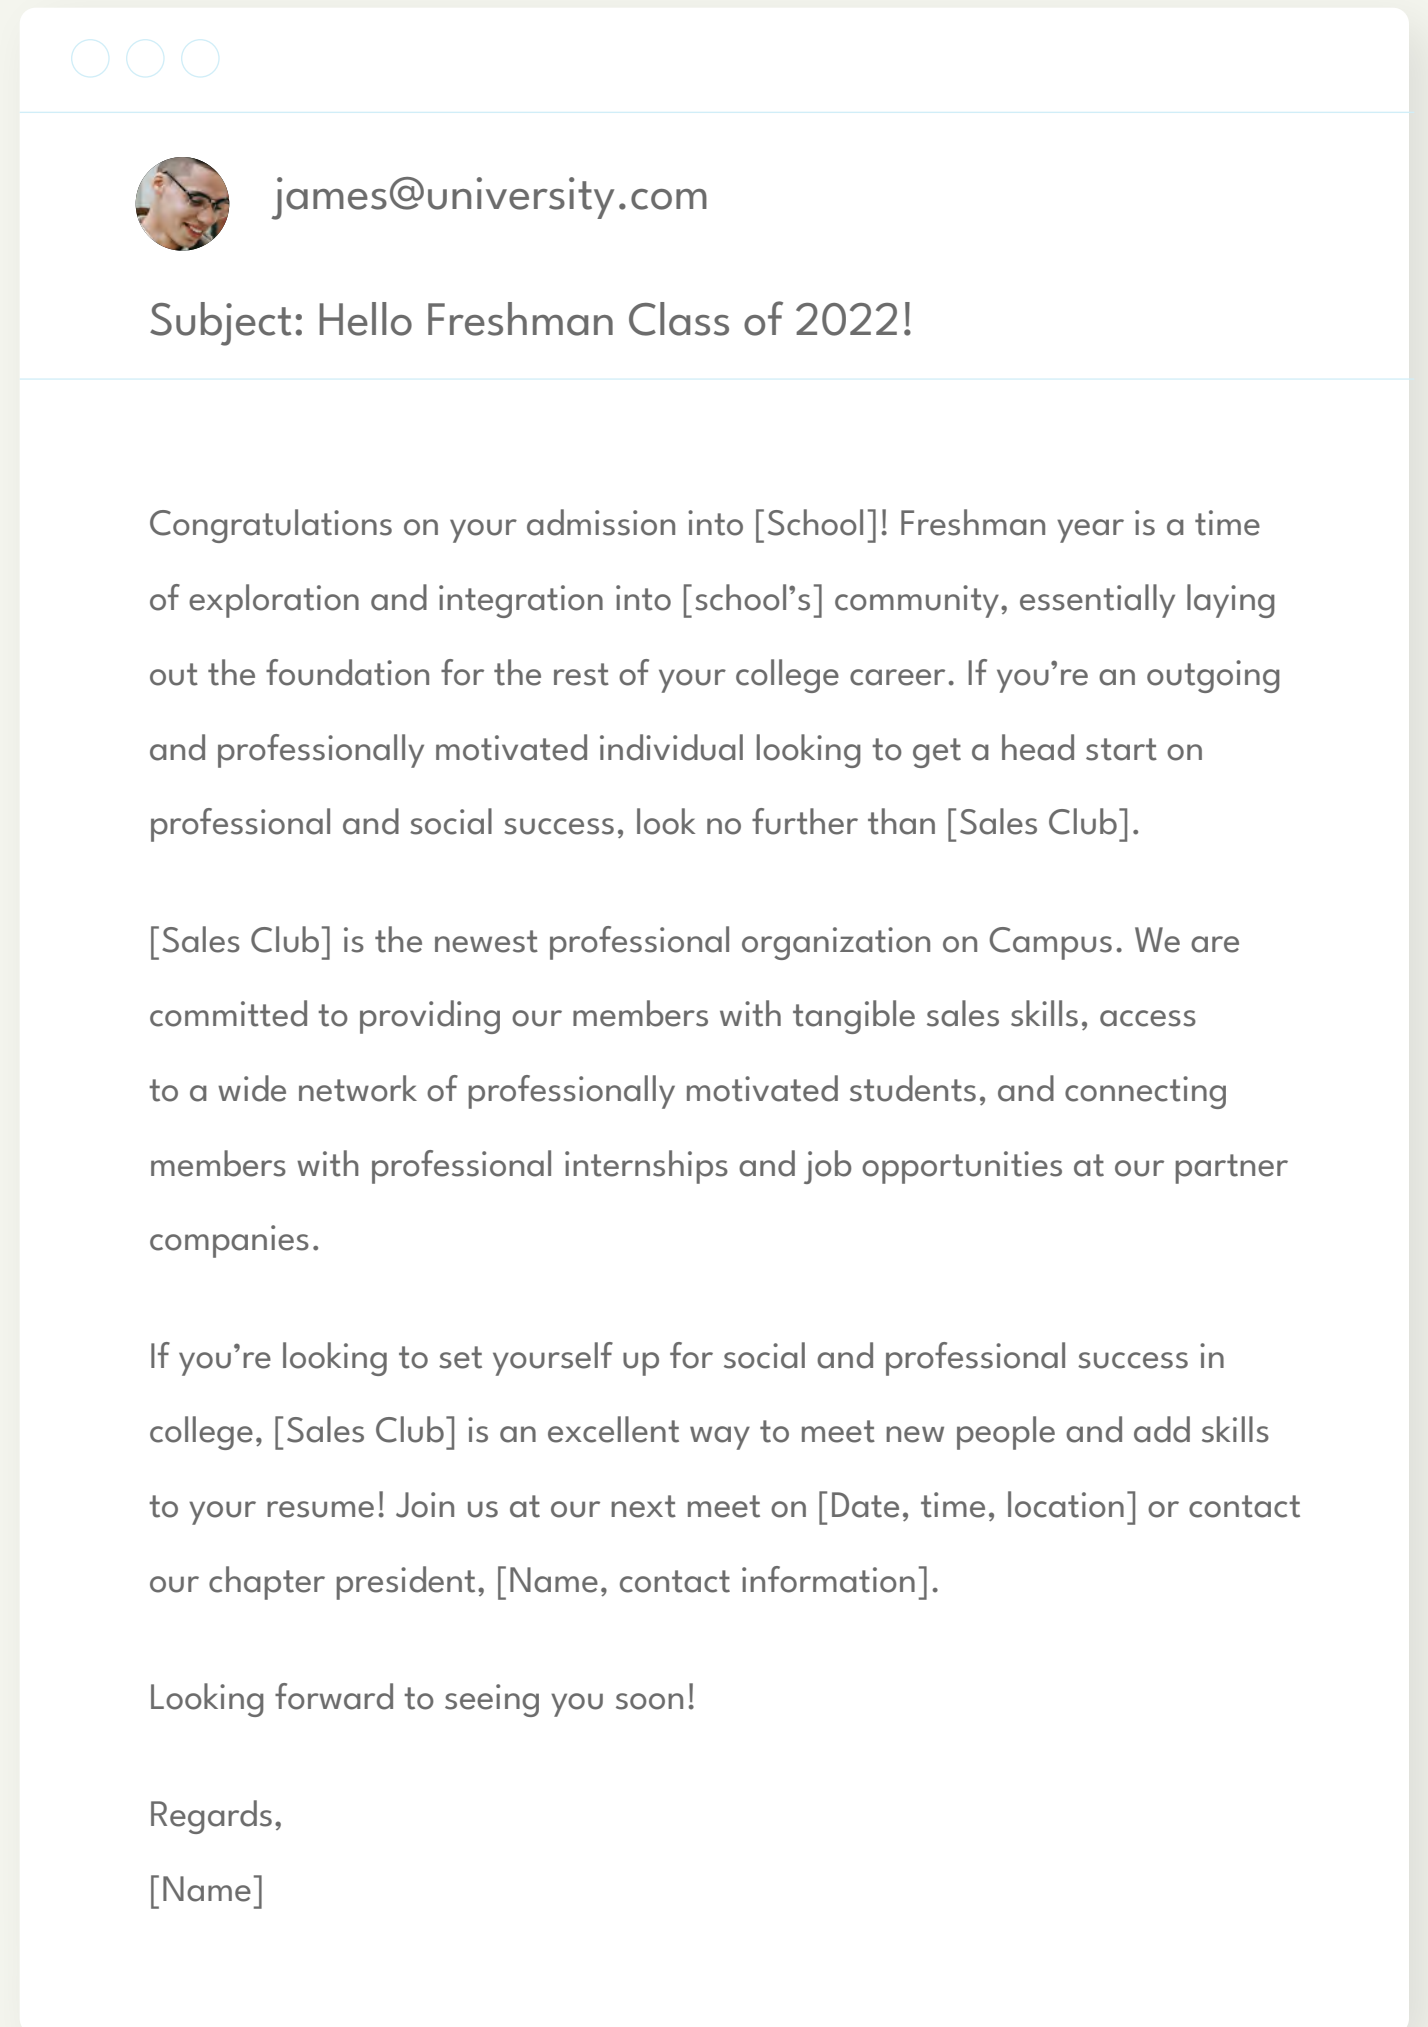 james@university.com
Subject: Hello Freshman Class of 2022!
Congratulations on your admission into [School]! Freshman year is a time
of exploration and integration into [school’s] community, essentially laying
out the foundation for the rest of your college career. If you’re an outgoing
and professionally motivated individual looking to get a head start on
professional and social success, look no further than [Sales Club].
[Sales Club] is the newest professional organization on Campus. We are
committed to providing our members with tangible sales skills, access
to a wide network of professionally motivated students, and connecting
members with professional internships and job opportunities at our partner
companies.
If you’re looking to set yourself up for social and professional success in
college, [Sales Club] is an excellent way to meet new people and add skills
to your resume! Join us at our next meet on [Date, time, location] or contact
our chapter president, [Name, contact information].
Looking forward to seeing you soon!
Regards,
[Name]